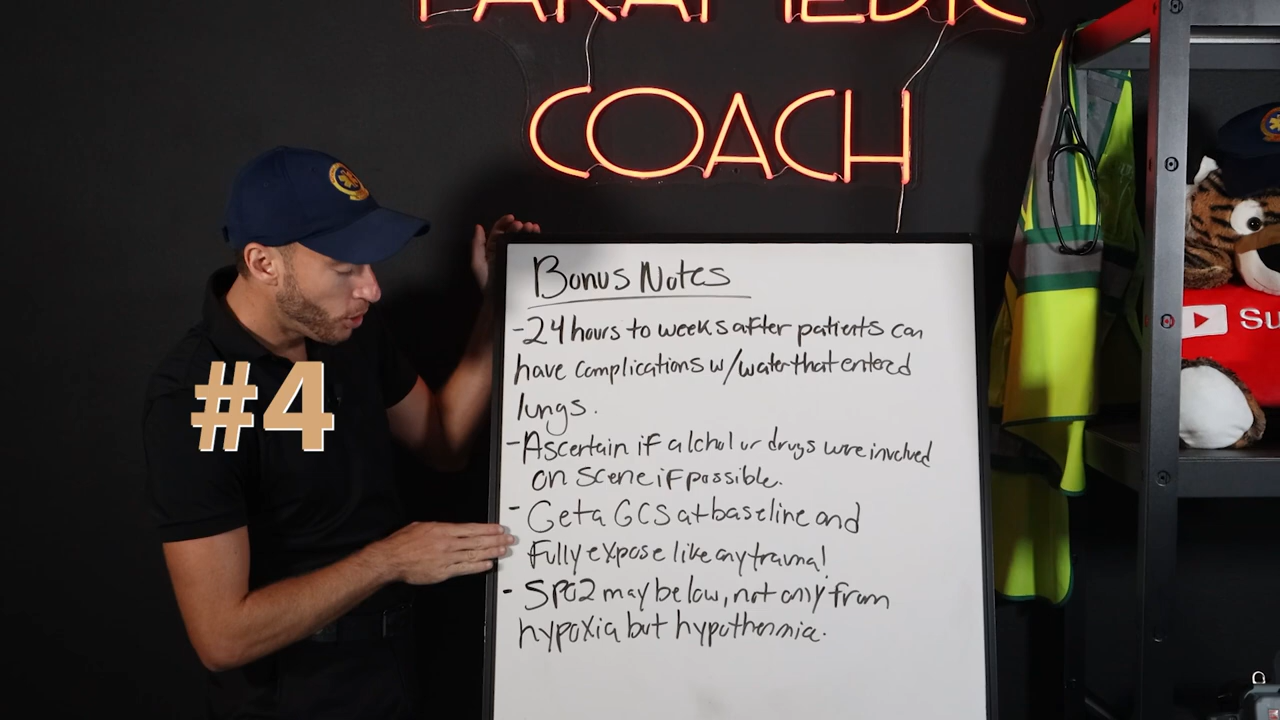 PARAMEDIC
COACH
Su
#4
Bonus Notes
- 24 hours to weeks after patients can
have complications w/water that entered
lungs.
- Ascertain if alchol or drugs were involved
on scene if possible.
- Get a GCS at baseline and
fully expose like any trauma!
- SPO2 may be low, not only from
hypoxia but hypothermia.